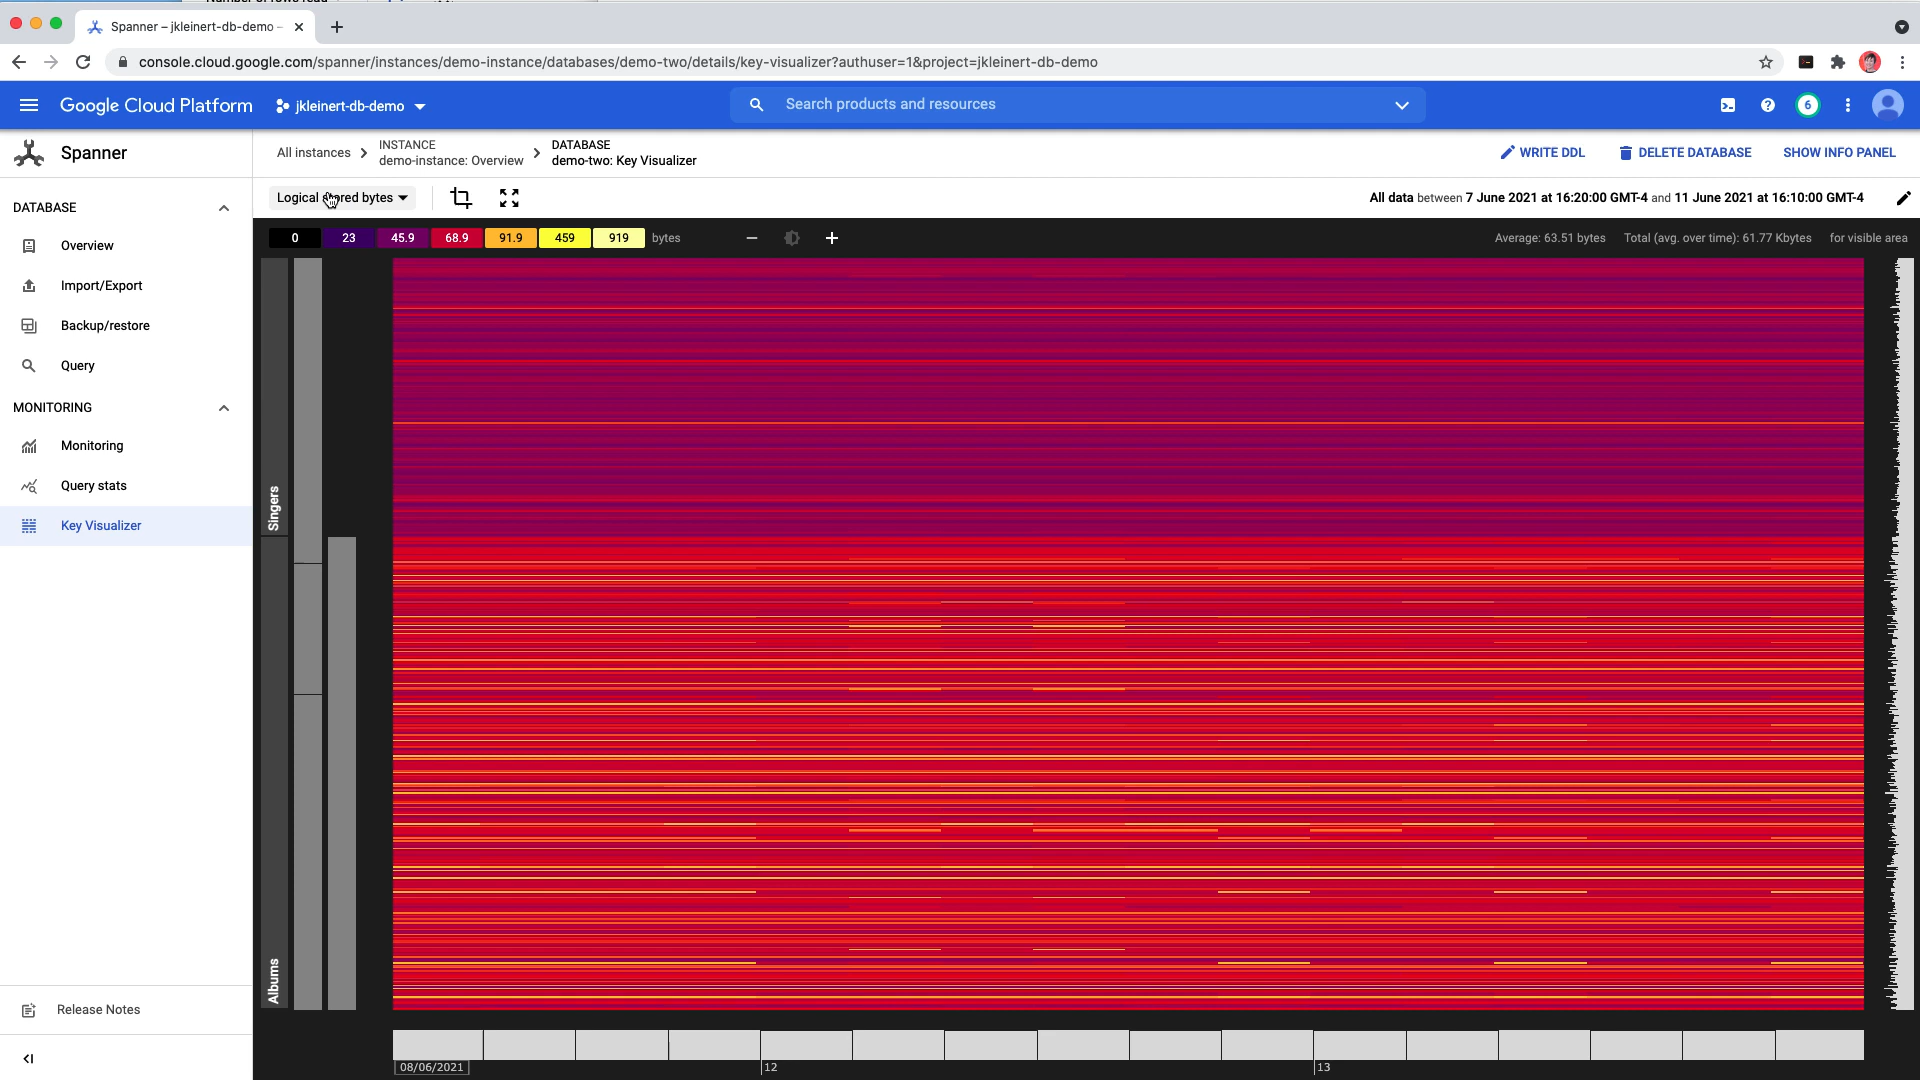 Spanner – jkleinert-db-demo –
console.cloud.google.com/spanner/instances/demo-instance/databases/demo-two/details/key-visualizer?authuser=1&project=jkleinert-db-demo
Google Cloud Platform
jkleinert-db-demo
Search products and resources
6
Spanner
All instances
INSTANCE
demo-instance: Overview
DATABASE
demo-two: Key Visualizer
WRITE DDL
DELETE DATABASE
SHOW INFO PANEL
Logical stored bytes
All data between 7 June 2021 at 16:20:00 GMT-4 and 11 June 2021 at 16:10:00 GMT-4
0 23 45.9 68.9 91.9 459 919 bytes
Average: 63.51 bytes Total (avg. over time): 61.77 Kbytes for visible area
DATABASE
Overview
Import/Export
Backup/restore
Query
MONITORING
Monitoring
Query stats
Key Visualizer
Release Notes
Singers
Albums
08/06/2021
12
13